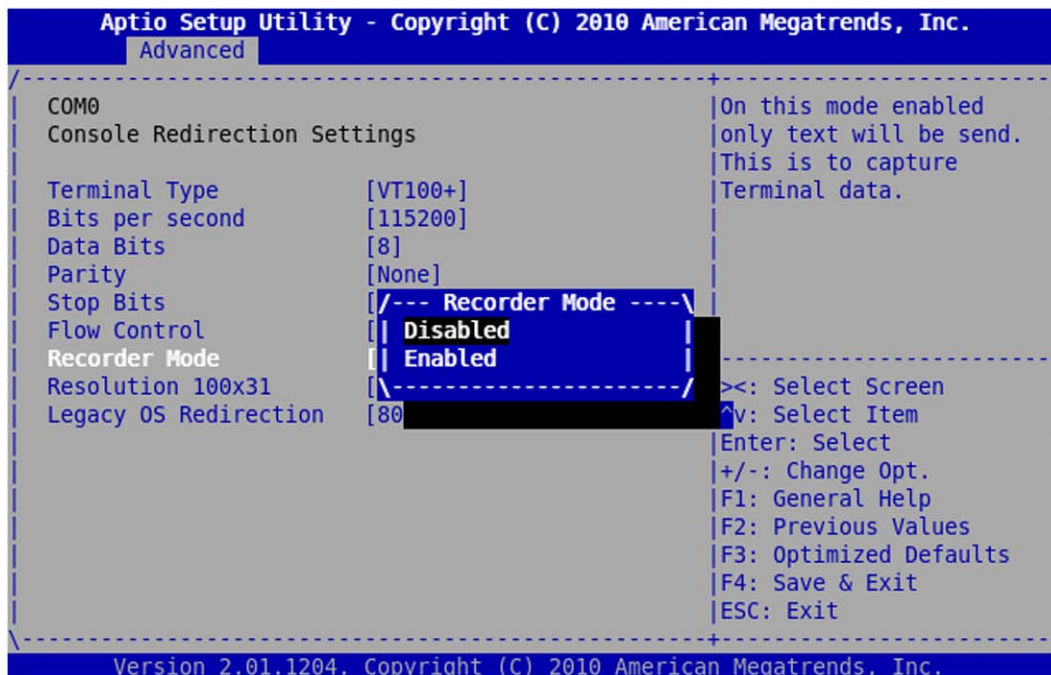 Aptio Setup Utility - Copyright (C) 2010 American Megatrends, Inc.
Advanced
/----------------------------------------------------+-------------------------
COM0
Console Redirection Settings
Terminal Type [VT100+]
Bits per second [115200]
Data Bits [8]
Parity [None]
Stop Bits [
Flow Control [
Recorder Mode [
Resolution 100x31 [
Legacy OS Redirection [80
/--- Recorder Mode ----\
Disabled
Enabled
\----------------------/
On this mode enabled
only text will be send.
This is to capture
Terminal data.
><: Select Screen
^v: Select Item
Enter: Select
+/-: Change Opt.
F1: General Help
F2: Previous Values
F3: Optimized Defaults
F4: Save & Exit
ESC: Exit
\----------------------------------------------------+-------------------------
Version 2.01.1204. Copyright (C) 2010 American Megatrends, Inc.